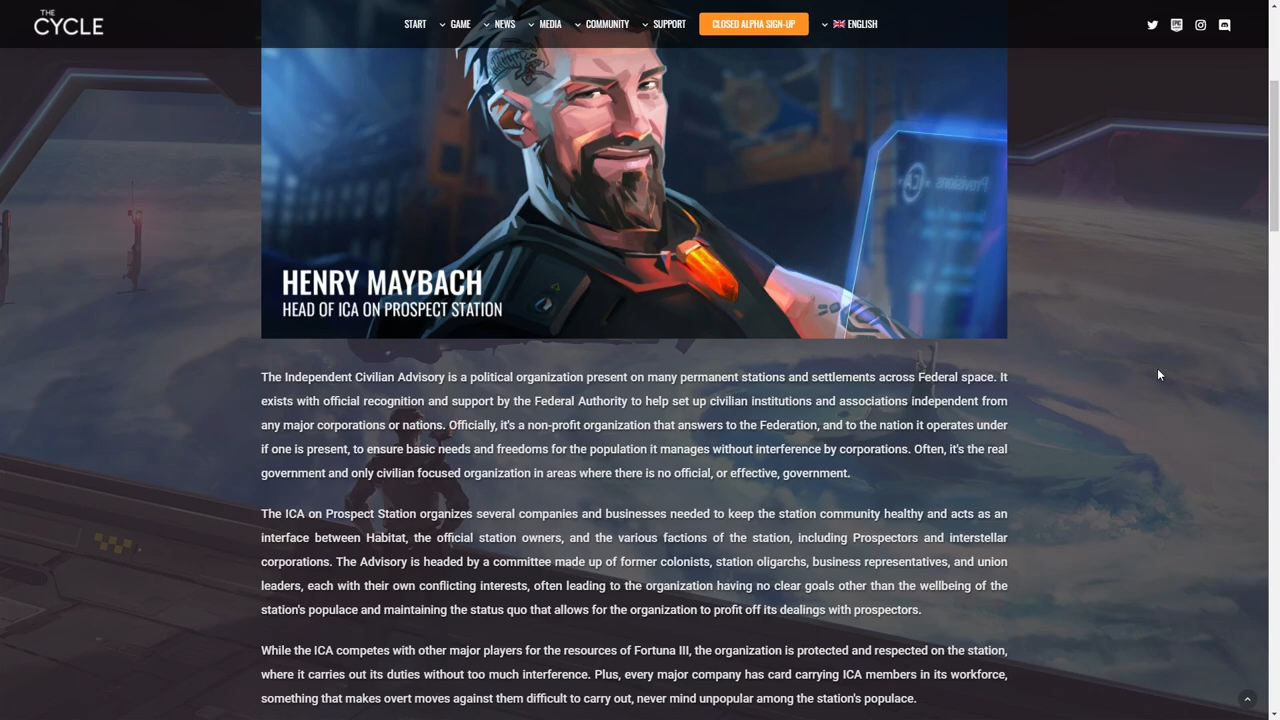 THE
CYCLE
START
GAME
NEWS
MEDIA
COMMUNITY
SUPPORT
CLOSED ALPHA SIGN-UP
ENGLISH
Provisions
HENRY MAYBACH
HEAD OF ICA ON PROSPECT STATION
The Independent Civilian Advisory is a political organization present on many permanent stations and settlements across Federal space. It
exists with official recognition and support by the Federal Authority to help set up civilian institutions and associations independent from
any major corporations or nations. Officially, it's a non-profit organization that answers to the Federation, and to the nation it operates under
if one is present, to ensure basic needs and freedoms for the population it manages without interference by corporations. Often, it's the real
government and only civilian focused organization in areas where there is no official, or effective, government.
The ICA on Prospect Station organizes several companies and businesses needed to keep the station community healthy and acts as an
interface between Habitat, the official station owners, and the various factions of the station, including Prospectors and interstellar
corporations. The Advisory is headed by a committee made up of former colonists, station oligarchs, business representatives, and union
leaders, each with their own conflicting interests, often leading to the organization having no clear goals other than the wellbeing of the
station's populace and maintaining the status quo that allows for the organization to profit off its dealings with prospectors.
While the ICA competes with other major players for the resources of Fortuna III, the organization is protected and respected on the station,
where it carries out its duties without too much interference. Plus, every major company has card carrying ICA members in its workforce,
something that makes overt moves against them difficult to carry out, never mind unpopular among the station's populace.